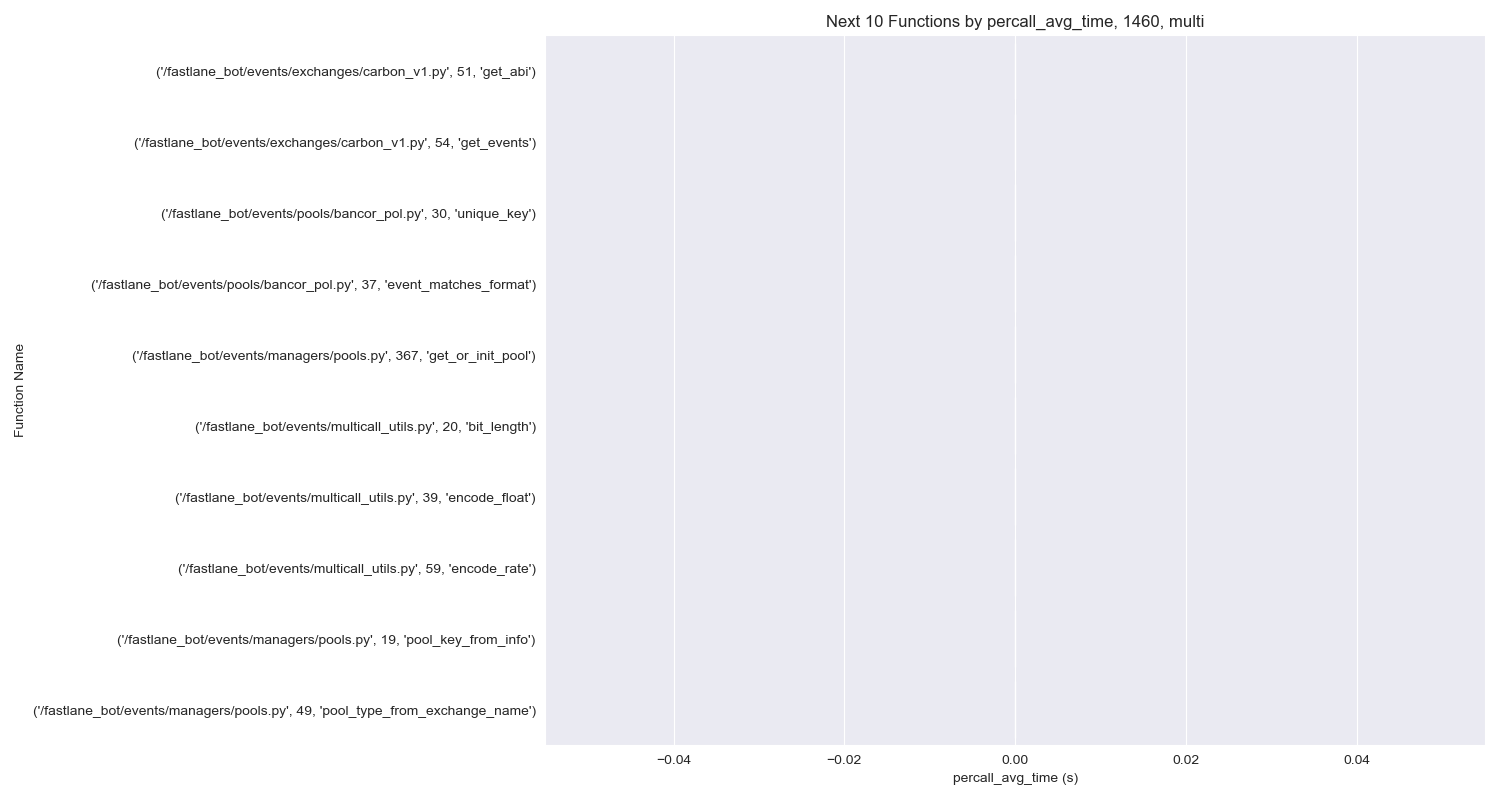 Next 10 Functions by percall_avg_time, 1460, multi
('/fastlane_bot/events/exchanges/carbon_v1.py', 51, 'get_abi')
('/fastlane_bot/events/exchanges/carbon_v1.py', 54, 'get_events')
('/fastlane_bot/events/pools/bancor_pol.py', 30, 'unique_key')
('/fastlane_bot/events/pools/bancor_pol.py', 37, 'event_matches_format')
('/fastlane_bot/events/managers/pools.py', 367, 'get_or_init_pool')
('/fastlane_bot/events/multicall_utils.py', 20, 'bit_length')
('/fastlane_bot/events/multicall_utils.py', 39, 'encode_float')
('/fastlane_bot/events/multicall_utils.py', 59, 'encode_rate')
('/fastlane_bot/events/managers/pools.py', 19, 'pool_key_from_info')
('/fastlane_bot/events/managers/pools.py', 49, 'pool_type_from_exchange_name')
Function Name
−0.04 −0.02 0.00 0.02 0.04
percall_avg_time (s)